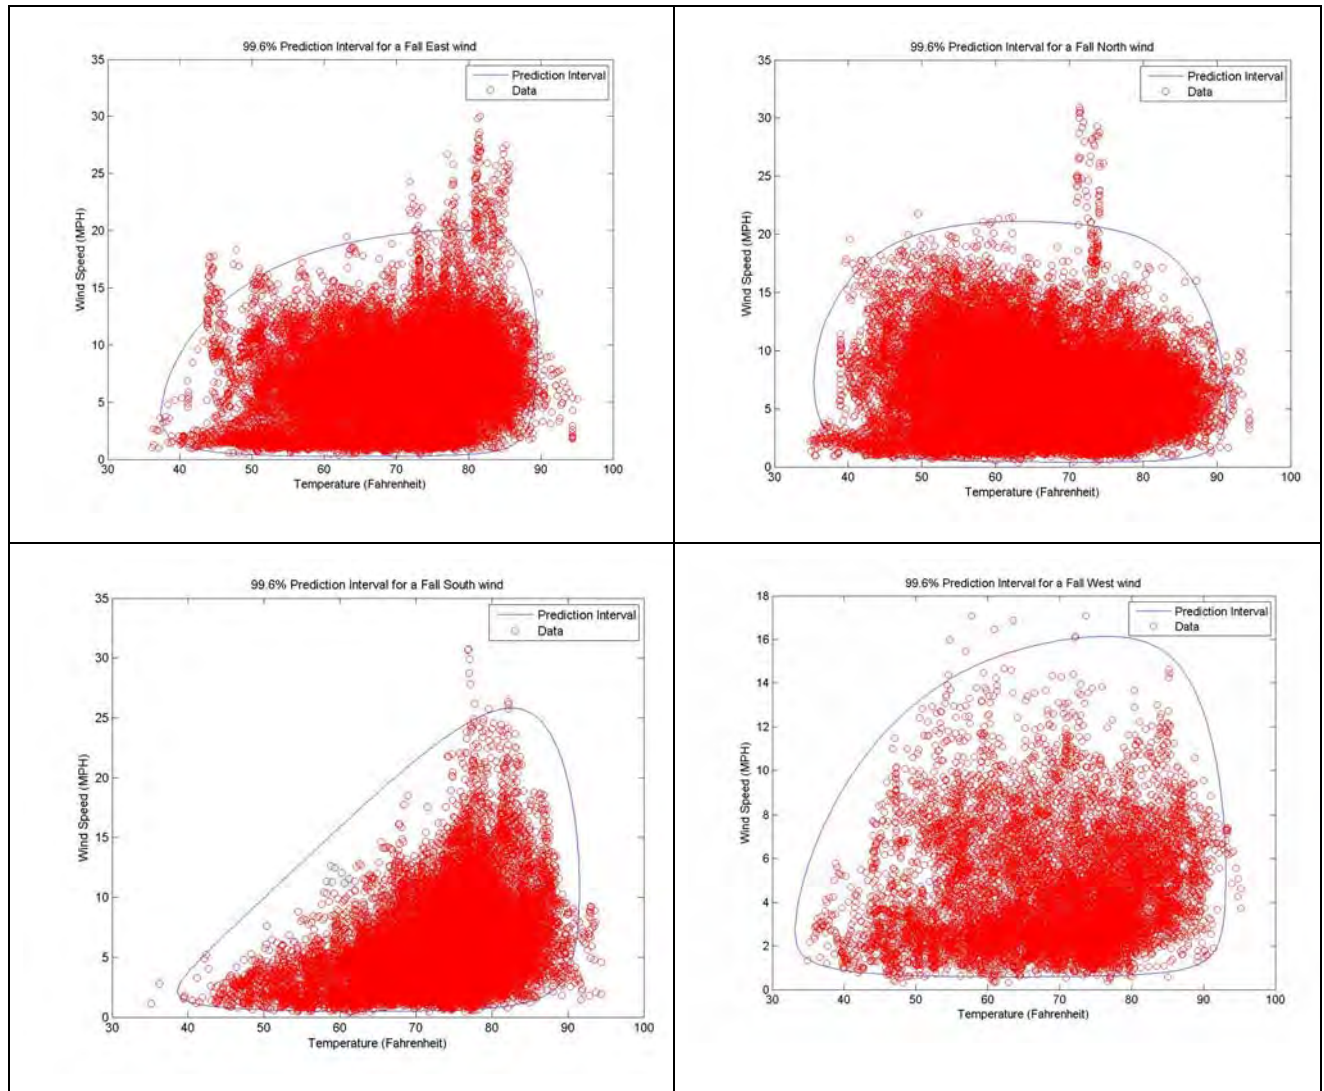 99.6% Prediction Interval for a Fall East wind
35
30
25
20
15
10
5
0
Wind Speed (MPH)
Prediction Interval
Data
30 40 50 60 70 80 90 100
Temperature (Fahrenheit)
99.6% Prediction Interval for a Fall North wind
35
30
25
20
15
10
5
0
Wind Speed (MPH)
Prediction Interval
Data
30 40 50 60 70 80 90 100
Temperature (Fahrenheit)
99.6% Prediction Interval for a Fall South wind
35
30
25
20
15
10
5
0
Wind Speed (MPH)
Prediction Interval
Data
30 40 50 60 70 80 90 100
Temperature (Fahrenheit)
99.6% Prediction Interval for a Fall West wind
18
16
14
12
10
8
6
4
2
0
Wind Speed (MPH)
Prediction Interval
Data
30 40 50 60 70 80 90 100
Temperature (Fahrenheit)